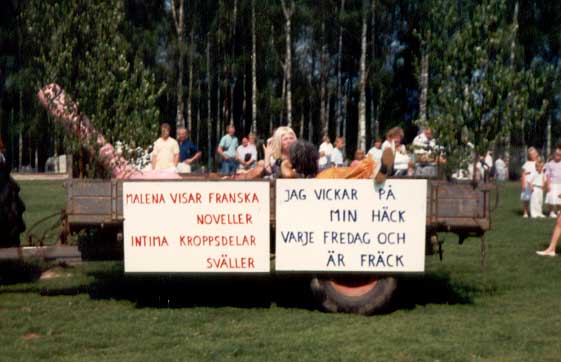 MALENA VISAR FRANSKA
NOVELLER
INTIMA KROPPSDELAR
SVÄLLER
JAG VICKAR PÅ
MIN HÄCK
VARJE FREDAG OCH
ÄR FRÄCK